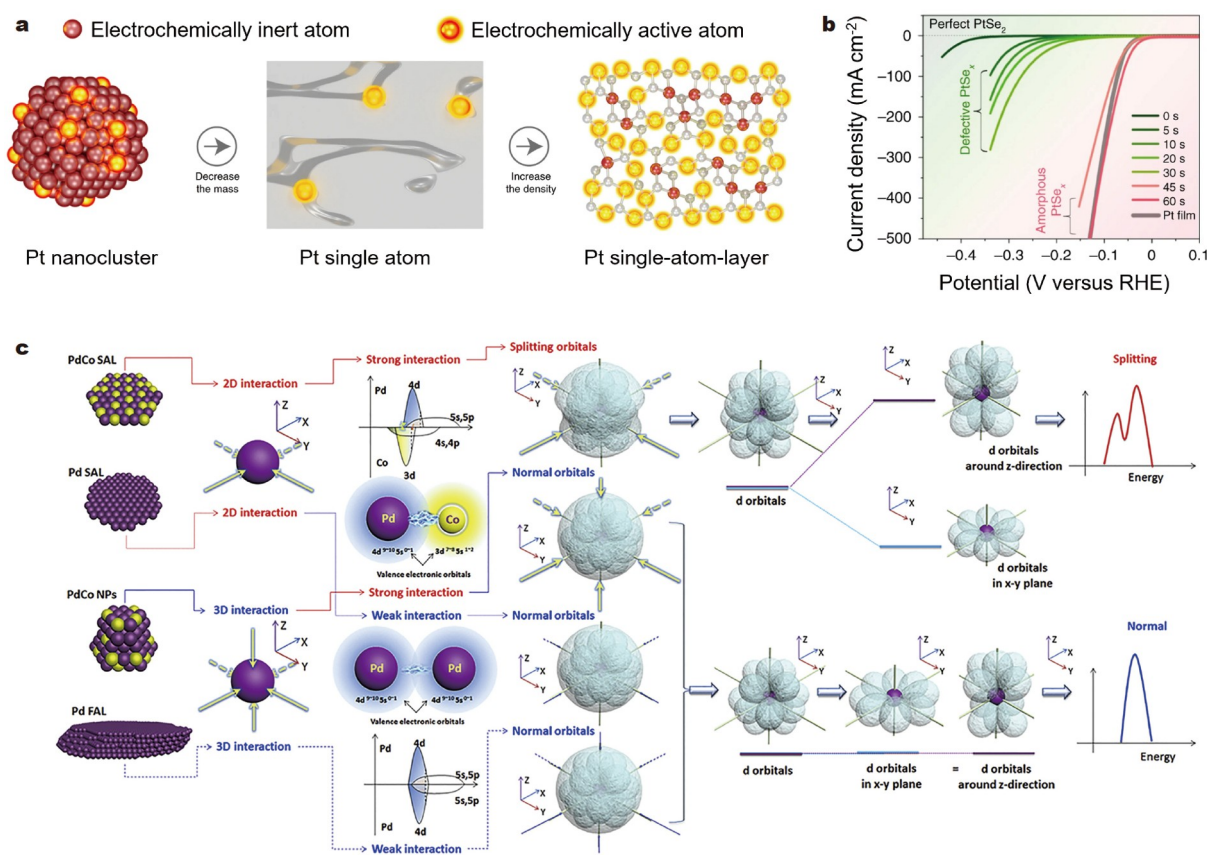 a
Electrochemically inert atom
Electrochemically active atom
Decrease
the mass
Increase
the density
Pt nanocluster
Pt single atom
Pt single-atom-layer
b
Perfect PtSe2
Current density (mA cm−2)
0
−100
−200
−300
−400
−500
Defective PtSex
Amorphous
PtSex
0 s
5 s
10 s
20 s
30 s
45 s
60 s
Pt film
−0.4
−0.3
−0.2
−0.1
0
0.1
Potential (V versus RHE)
c
PdCo SAL
2D interaction
Strong interaction
Splitting orbitals
Z
X
Y
Pd
4d
5s,5p
4s,4p
Co
3d
Z
X
Y
Z
X
Y
Z
X
Y
d orbitals
around z-direction
Splitting
Energy
Pd SAL
2D interaction
Normal orbitals
d orbitals
Pd
Co
4d 9~10 5s 0~1
3d 7~8 5s 1~2
Valence electronic orbitals
Z
X
Y
Z
X
Y
d orbitals
in x-y plane
PdCo NPs
3D interaction
Strong interaction
Weak interaction
Normal orbitals
Z
X
Y
Pd
Pd
4d 9~10 5s 0~1
4d 9~10 5s 0~1
Valence electronic orbitals
Z
X
Y
Z
X
Y
Z
X
Y
Z
X
Y
Normal
Energy
Pd FAL
3D interaction
Normal orbitals
Pd
4d
5s,5p
5s,5p
Pd
4d
Z
X
Y
d orbitals
d orbitals
in x-y plane
=
d orbitals
around z-direction
Weak interaction